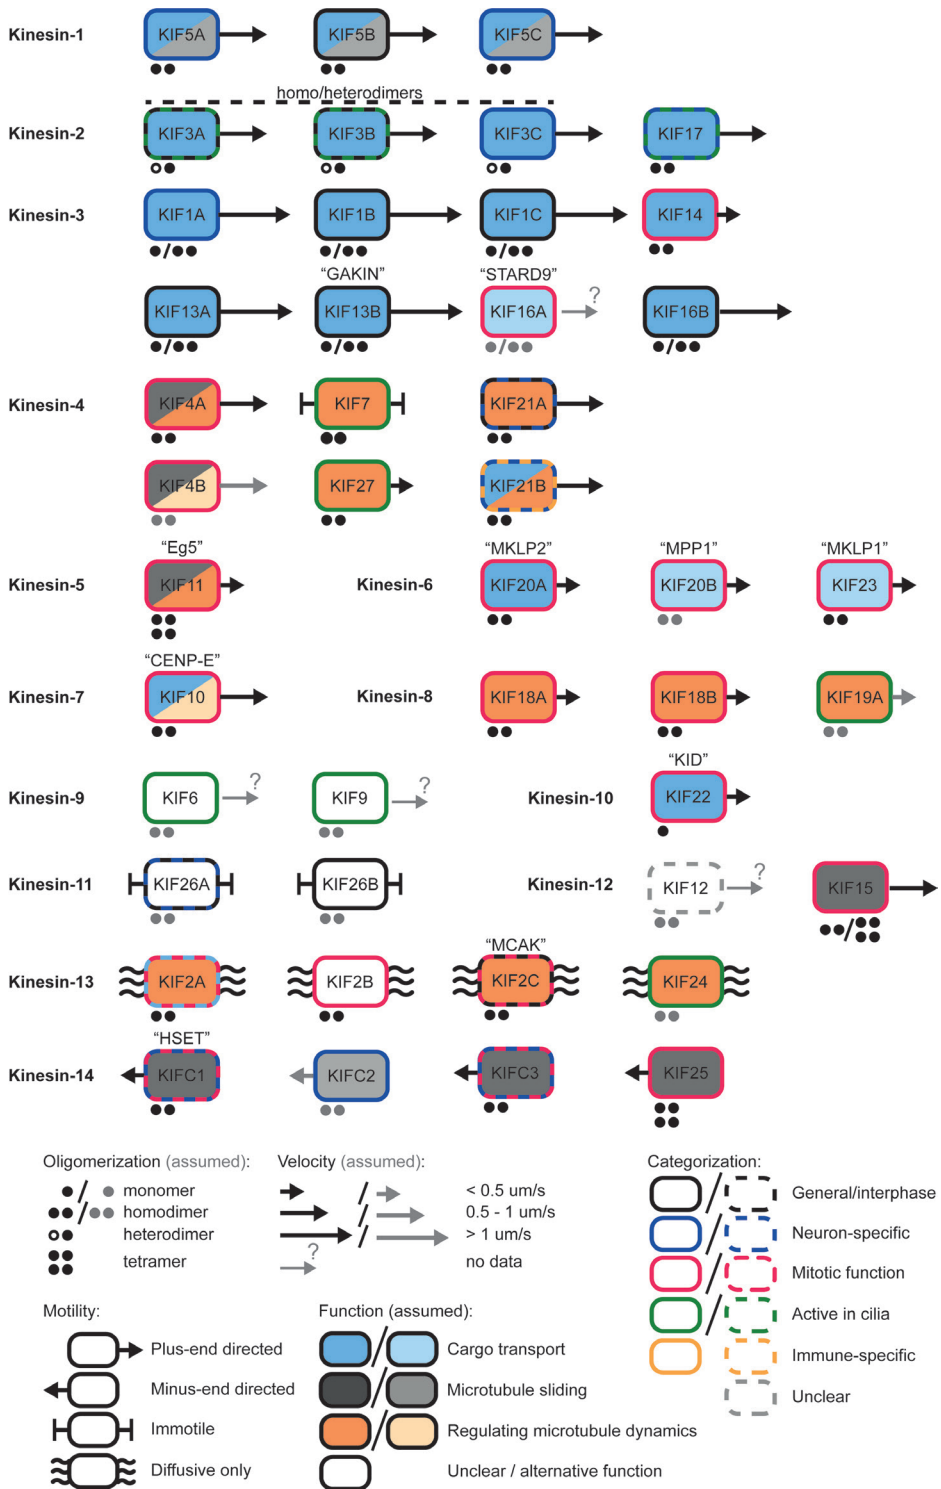 Kinesin-1 KIF5A KIF5B KIF5C
homo/heterodimers
Kinesin-2 KIF3A KIF3B KIF3C KIF17
Kinesin-3 KIF1A KIF1B KIF1C KIF14
“GAKIN” “STARD9”
KIF13A KIF13B KIF16A ? KIF16B
Kinesin-4 KIF4A KIF7 KIF21A
KIF4B KIF27 KIF21B
“Eg5” “MKLP2” “MPP1” “MKLP1”
Kinesin-5 KIF11 Kinesin-6 KIF20A KIF20B KIF23
“CENP-E”
Kinesin-7 KIF10 Kinesin-8 KIF18A KIF18B KIF19A
“KID”
Kinesin-9 KIF6 ? KIF9 ? Kinesin-10 KIF22
Kinesin-11 KIF26A KIF26B Kinesin-12 KIF12 ? KIF15
“MCAK”
Kinesin-13 KIF2A KIF2B KIF2C KIF24
“HSET”
Kinesin-14 KIFC1 KIFC2 KIFC3 KIF25
Oligomerization (assumed):
monomer
homodimer
heterodimer
tetramer
Velocity (assumed):
< 0.5 um/s
0.5 - 1 um/s
> 1 um/s
? no data
Categorization:
General/interphase
Neuron-specific
Mitotic function
Active in cilia
Immune-specific
Unclear
Motility:
Plus-end directed
Minus-end directed
Immotile
Diffusive only
Function (assumed):
Cargo transport
Microtubule sliding
Regulating microtubule dynamics
Unclear / alternative function